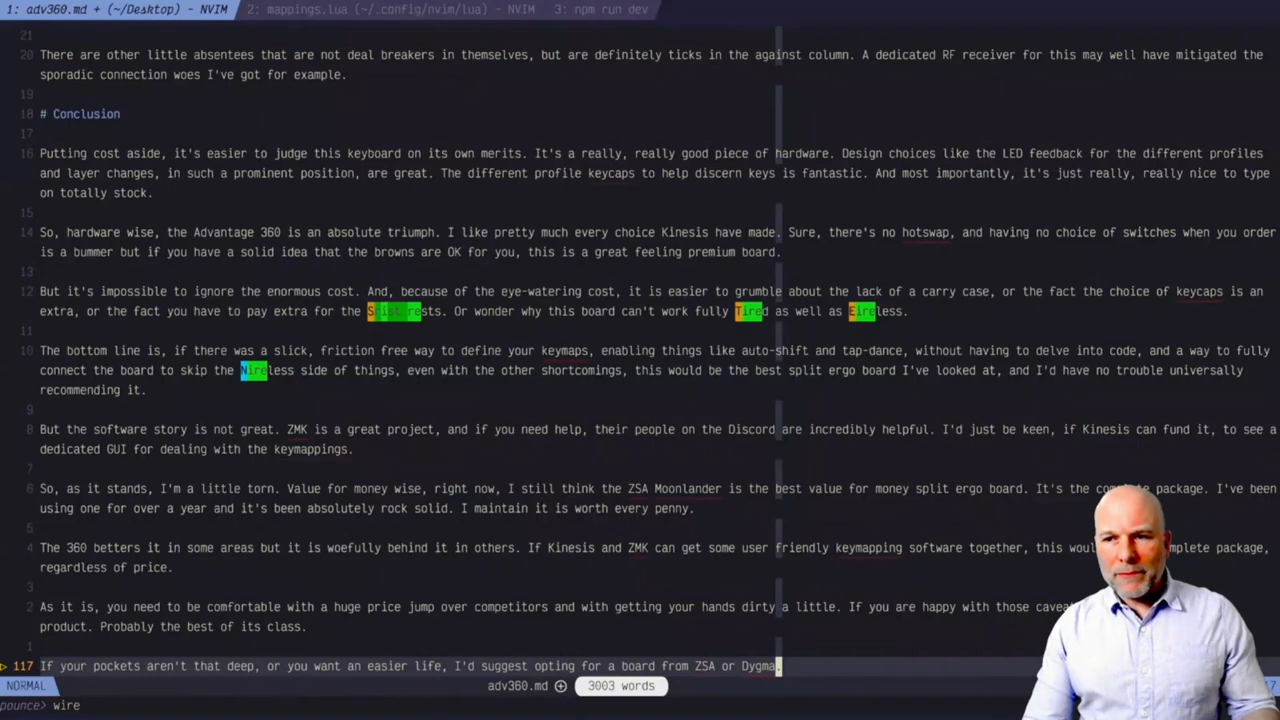 1: adv360.md + (~/Desktop) - NVIM 2: mappings.lua (~/.config/nvim/lua) - NVIM 3: npm run dev
21
20 There are other little absentees that are not deal breakers in themselves, but are definitely ticks in the against column. A dedicated RF receiver for this may well have mitigated the
sporadic connection woes I've got for example.
19
18 # Conclusion
17
16 Putting cost aside, it's easier to judge this keyboard on its own merits. It's a really, really good piece of hardware. Design choices like the LED feedback for the different profiles
and layer changes, in such a prominent position, are great. The different profile keycaps to help discern keys is fantastic. And most importantly, it's just really, really nice to type
on totally stock.
15
14 So, hardware wise, the Advantage 360 is an absolute triumph. I like pretty much every choice Kinesis have made. Sure, there's no hotswap, and having no choice of switches when you order
is a bummer but if you have a solid idea that the browns are OK for you, this is a great feeling premium board.
13
12 But it's impossible to ignore the enormous cost. And, because of the eye-watering cost, it is easier to grumble about the lack of a carry case, or the fact the choice of keycaps is an
extra, or the fact you have to pay extra for the Srist rests. Or wonder why this board can't work fully Tired as well as Eireless.
11
10 The bottom line is, if there was a slick, friction free way to define your keymaps, enabling things like auto-shift and tap-dance, without having to delve into code, and a way to fully
connect the board to skip the Nireless side of things, even with the other shortcomings, this would be the best split ergo board I've looked at, and I'd have no trouble universally
recommending it.
9
8 But the software story is not great. ZMK is a great project, and if you need help, their people on the Discord are incredibly helpful. I'd just be keen, if Kinesis can fund it, to see a
dedicated GUI for dealing with the keymappings.
7
6 So, as it stands, I'm a little torn. Value for money wise, right now, I still think the ZSA Moonlander is the best value for money split ergo board. It's the complete package. I've been
using one for over a year and it's been absolutely rock solid. I maintain it is worth every penny.
5
4 The 360 betters it in some areas but it is woefully behind it in others. If Kinesis and ZMK can get some user friendly keymapping software together, this package,
regardless of price.
3
2 As it is, you need to be comfortable with a huge price jump over competitors and with getting your hands dirty a little. If you are happy with those
product. Probably the best of its class.
1
117 If your pockets aren't that deep, or you want an easier life, I'd suggest opting for a board from ZSA or Dygma.
NORMAL adv360.md 3003 words
pounce> wire